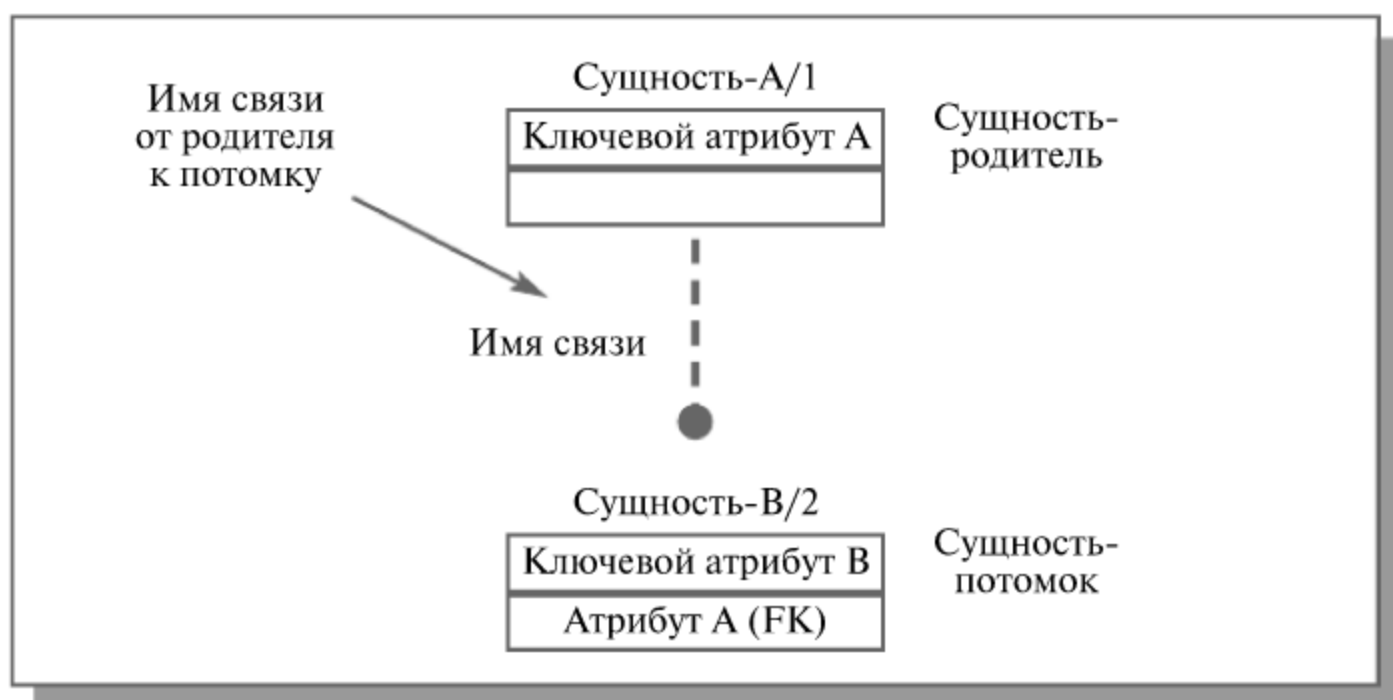 Имя связи
от родителя
к потомку
Сущность-А/1
Ключевой атрибут А
Сущность-
родитель
Имя связи
Сущность-В/2
Ключевой атрибут В
Атрибут А (FK)
Сущность-
потомок